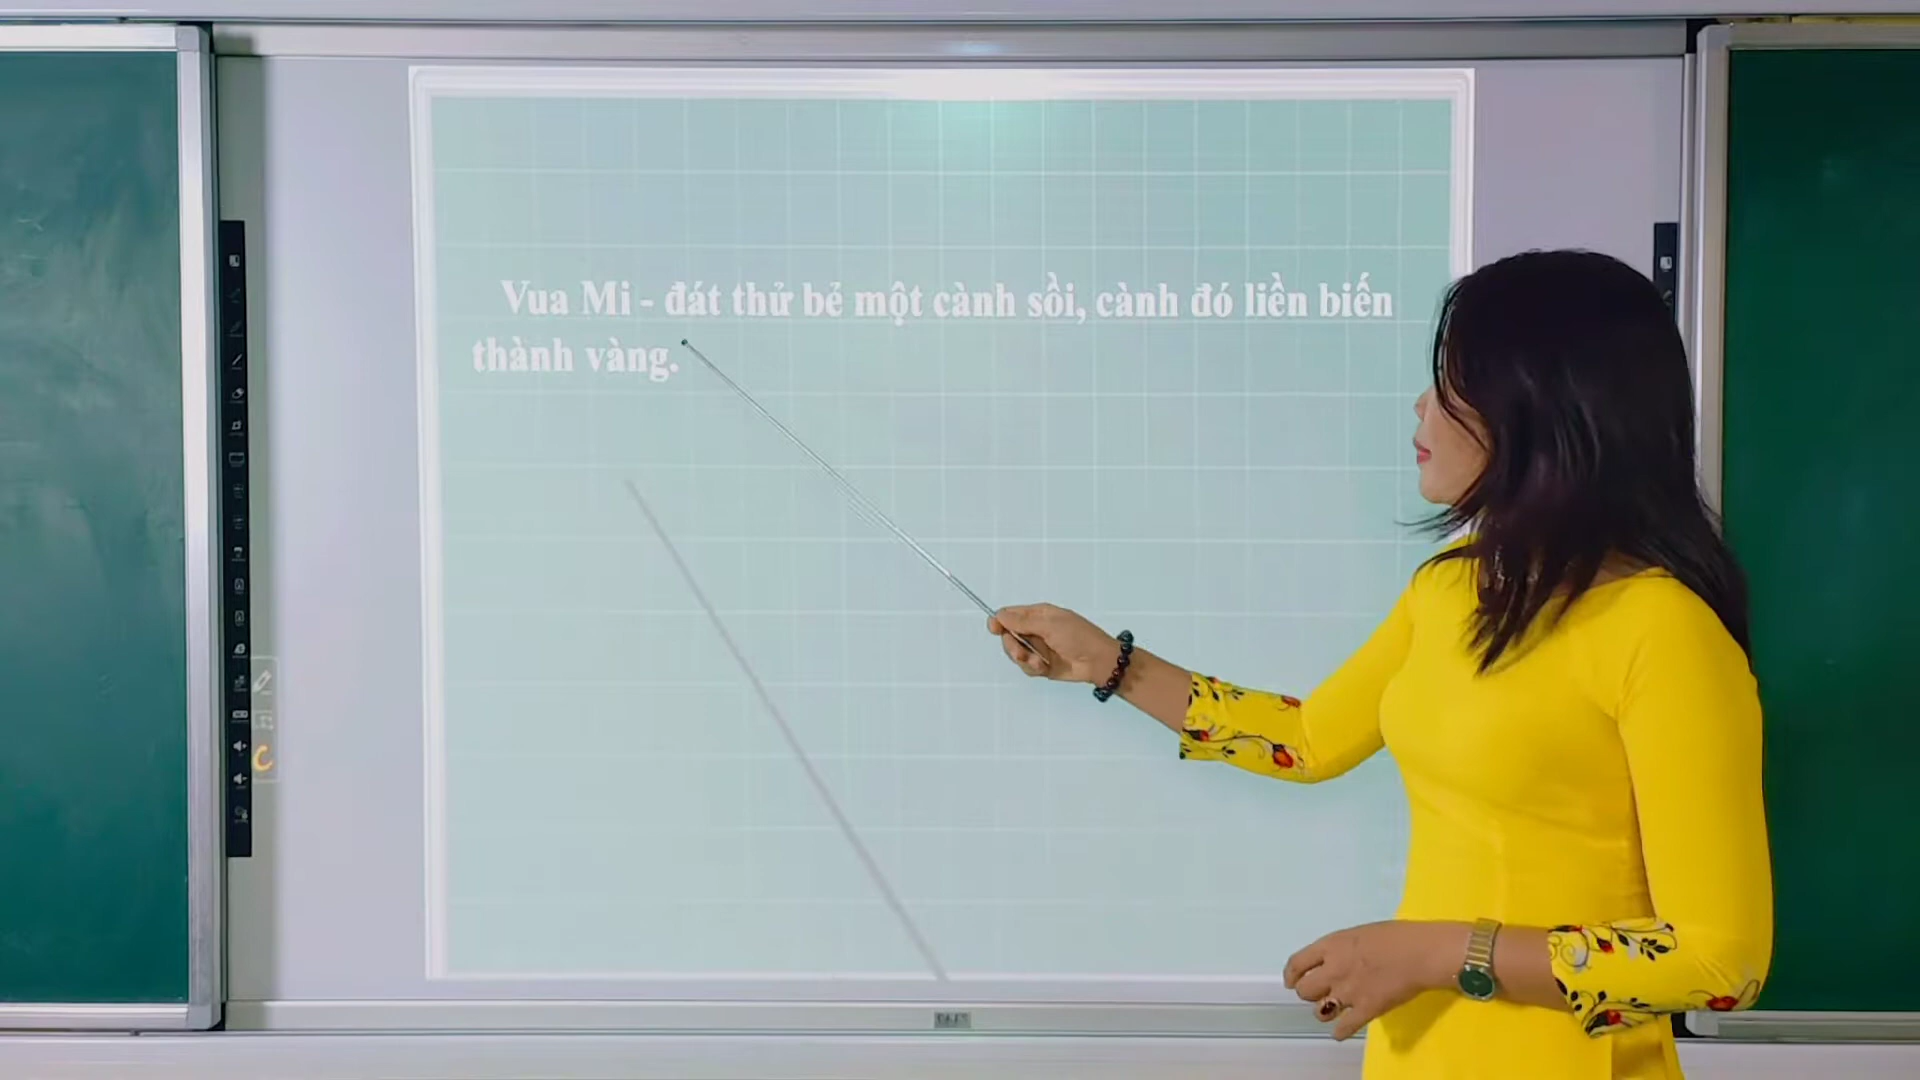 Vua Mi - đát thử bẻ một cành sồi, cành đó liền biến
thành vàng.